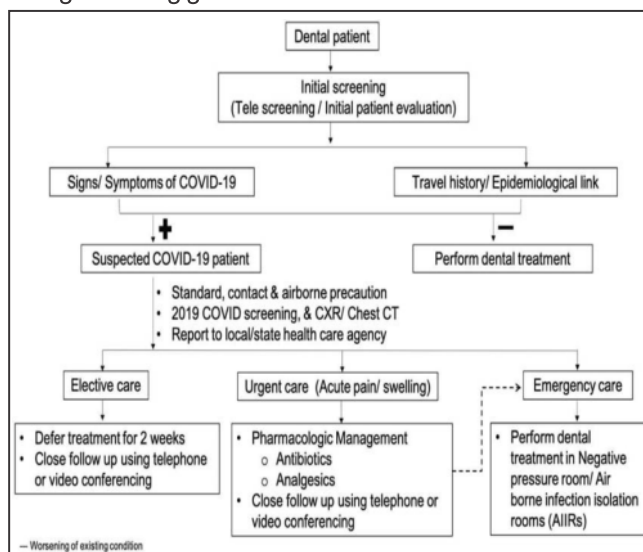 Dental patient
Initial screening
(Tele screening / Initial patient evaluation)
Signs/ Symptoms of COVID-19
Travel history/ Epidemiological link
+
−
Suspected COVID-19 patient
Perform dental treatment
• Standard, contact & airborne precaution
• 2019 COVID screening, & CXR/ Chest CT
• Report to local/state health care agency
Elective care
Urgent care (Acute pain/ swelling)
Emergency care
• Defer treatment for 2 weeks
• Close follow up using telephone
or video conferencing
• Pharmacologic Management
o Antibiotics
o Analgesics
• Close follow up using telephone or
video conferencing
• Perform dental
treatment in Negative
pressure room/ Air
borne infection isolation
rooms (AIIRs)
--- Worsening of existing condition